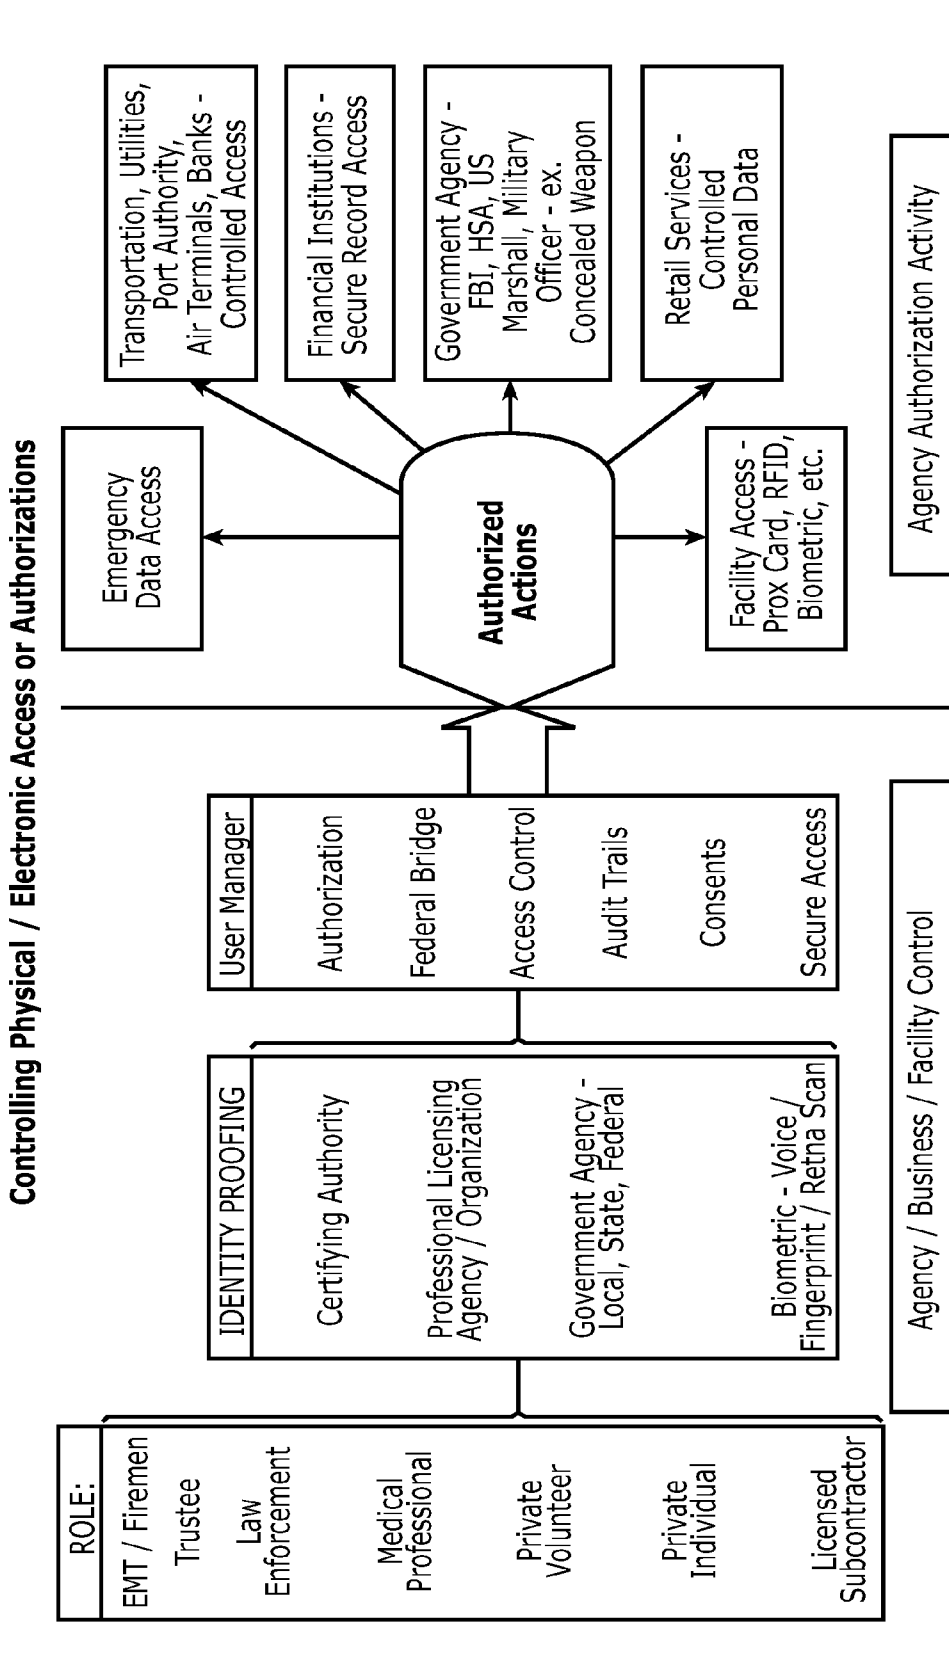 Controlling Physical / Electronic Access or Authorizations
ROLE:
EMT / Firemen
Trustee
Law
Enforcement
Medical
Professional
Private
Volunteer
Private
Individual
Licensed
Subcontractor
IDENTITY PROOFING
Certifying Authority
Professional Licensing
Agency / Organization
Government Agency -
Local, State, Federal
Biometric - Voice /
Fingerprint / Retna Scan
User Manager
Authorization
Federal Bridge
Access Control
Audit Trails
Consents
Secure Access
Authorized
Actions
Emergency
Data Access
Transportation, Utilities,
Port Authority,
Air Terminals, Banks -
Controlled Access
Financial Institutions -
Secure Record Access
Government Agency -
FBI, HSA, US
Marshall, Military
Officer - ex.
Concealed Weapon
Retail Services -
Controlled
Personal Data
Facility Access -
Prox Card, RFID,
Biometric, etc.
Agency / Business / Facility Control
Agency Authorization Activity